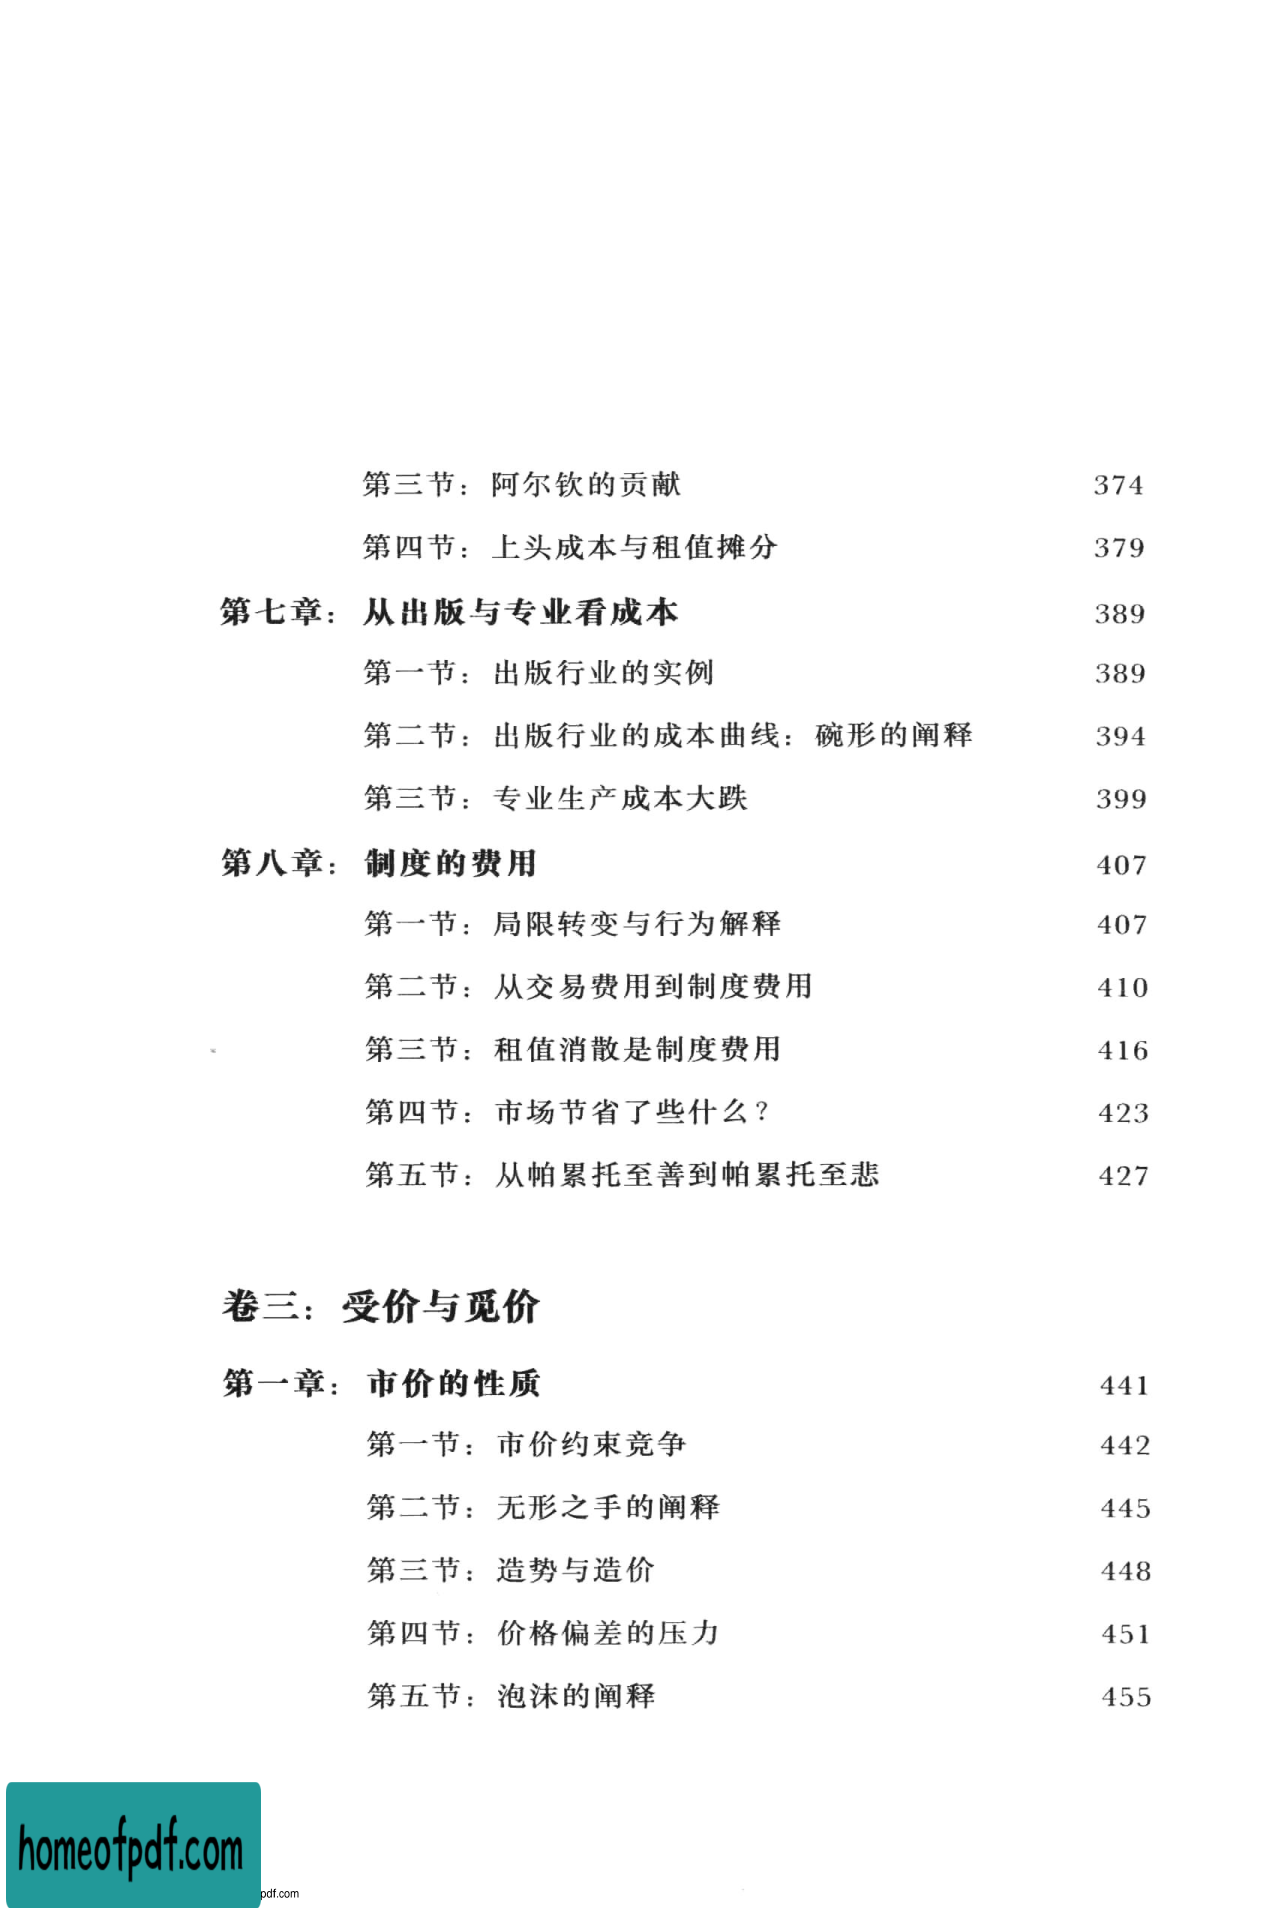 第三节：阿尔钦的贡献 374
第四节：上头成本与租值摊分 379
第七章：从出版与专业看成本 389
第一节：出版行业的实例 389
第二节：出版行业的成本曲线：碗形的阐释 394
第三节：专业生产成本大跌 399
第八章：制度的费用 407
第一节：局限转变与行为解释 407
第二节：从交易费用到制度费用 410
第三节：租值消散是制度费用 416
第四节：市场节省了些什么？ 423
第五节：从帕累托至善到帕累托至悲 427
卷三：受价与觅价
第一章：市价的性质 441
第一节：市价约束竞争 442
第二节：无形之手的阐释 445
第三节：造势与造价 448
第四节：价格偏差的压力 451
第五节：泡沫的阐释 455
homeofpdf.com
pdf.com